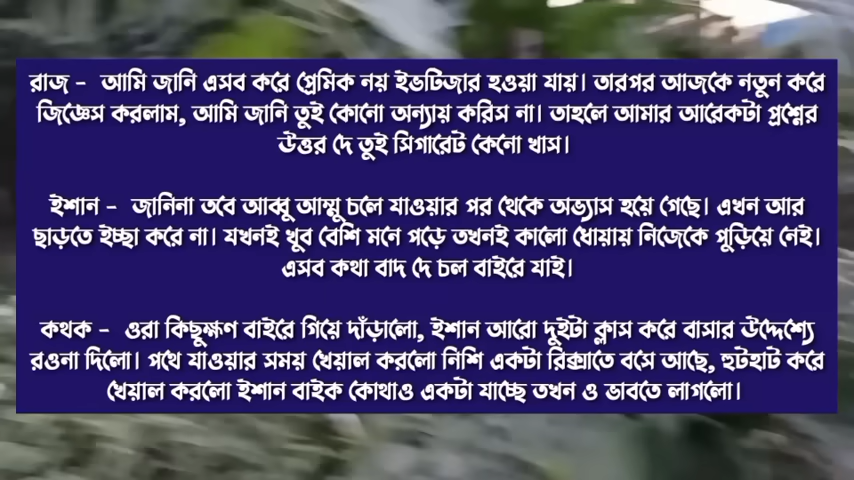 রাজ - আমি জানি এসব করে প্রেমিক নয় ইভটিজার হওয়া যায়। তারপর আজকে নতুন করে
জিজ্ঞেস করলাম, আমি জানি তুই কোনো অন্যায় করিস না। তাহলে আমার আরেকটা প্রশ্নের
উত্তর দে তুই সিগারেট কেনো খাস।
ইশান - জানিনা তবে আব্বু আম্মু চলে যাওয়ার পর থেকে অভ্যাস হয়ে গেছে। এখন আর
ছাড়তে ইচ্ছা করে না। যখনই খুব বেশি মনে পড়ে তখনই কালো ধোয়ায় নিজেকে পুড়িয়ে নেই।
এসব কথা বাদ দে চল বাইরে যাই।
কথক - ওরা কিছুক্ষণ বাইরে গিয়ে দাঁড়ালো, ইশান আরো দুইটা ক্লাস করে বাসার উদ্দেশ্যে
রওনা দিলো। পথে যাওয়ার সময় খেয়াল করলো নিশি একটা রিক্সাতে বসে আছে, হুটহাট করে
খেয়াল করলো ইশান বাইক কোথাও একটা যাচ্ছে তখন ও ভাবতে লাগলো।